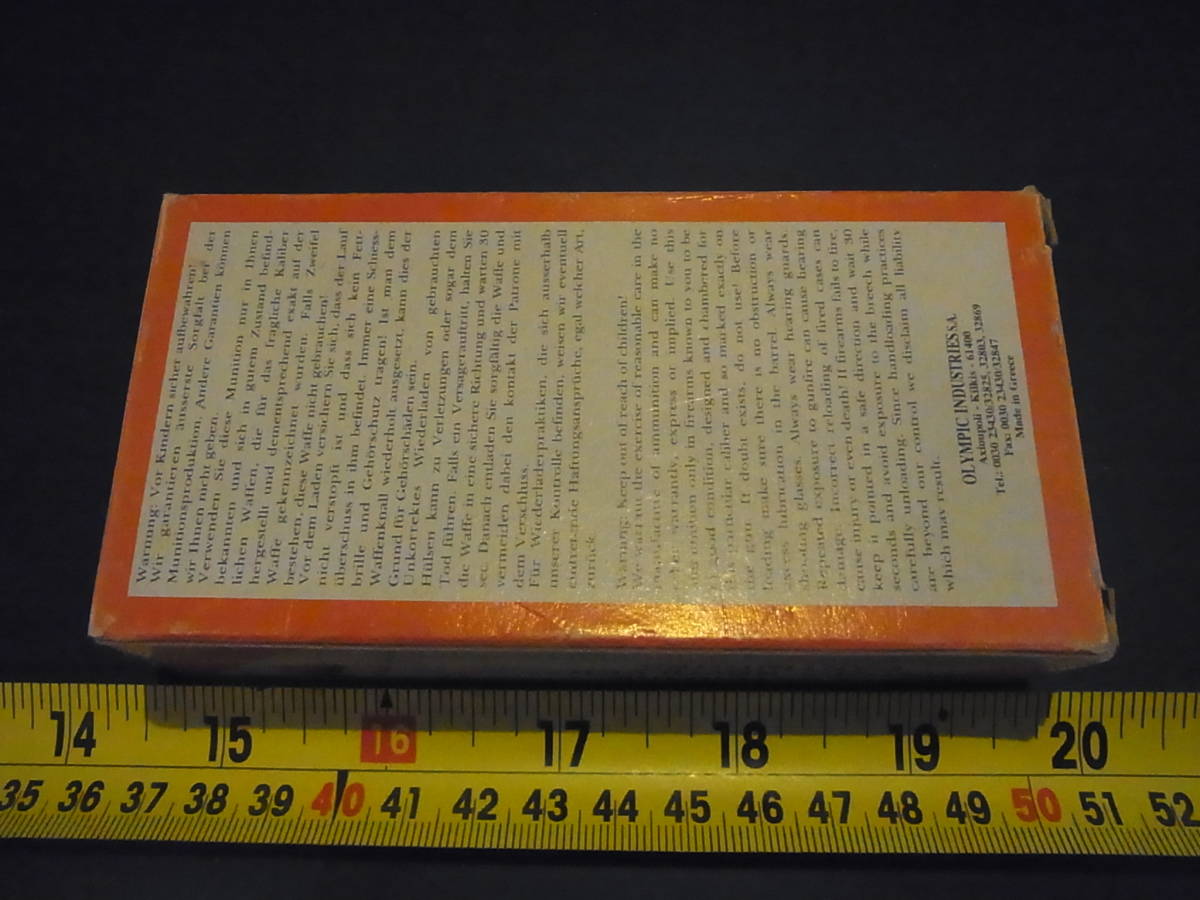 Warnung: Vor Kindern sicher aufbewahren!
Wir garantieren äusserste Sorgfalt bei der
Munitionsproduktion. Andere Garantien können
wir Ihnen nicht geben.
Verwenden Sie diese Munition nur in Ihnen
bekannten und sich in gutem Zustand befind-
lichen Waffen, die für das fragliche Kaliber
hergestellt und dementsprechend exakt auf der
Waffe gekennzeichnet wurden. Falls Zweifel
bestehen, diese Waffe nicht gebrauchen!
Vor dem Laden versichern Sie sich, dass der Lauf
nicht verstopft ist und dass sich kein Fett-
überschuss in ihm befindet. Immer eine Schiess-
brille und Gehörschutz tragen! Ist man dem
Waffenknall wiederholt ausgesetzt, kann dies der
Grund für Gehörschäden sein.
Unkorrektes Wiederladen von gebrauchten
Hülsen kann zu Verletzungen oder sogar dem
Tod führen. Falls ein Versager auftritt, halten Sie
die Waffe in eine sichere Richtung und warten 30
sec. Danach entladen Sie sorgfältig die Waffe und
vermeiden dabei den kontakt der Patrone mit
dem Verschluss.
Für Wiederladepraktiken, die sich ausserhalb
unserer Kontrolle befinden, weisen wir eventuell
Haftungsansprüche, egal welcher Art,
zurück.
Warning: Keep out of reach of children!
We warrant the exercise of reasonable care in the
manufacture of ammunition and can make no
other warranty, express or implied. Use this
ammunition only in firearms known to you to be
in good condition, designed and chambered for
this particular caliber and so marked exactly on
the gun. If doubt exists, do not use! Before
loading make sure there is no obstruction or
excess lubrication in the barrel. Always wear
shooting glasses. Always wear hearing guards.
Repeated exposure to gunfire can cause hearing
damage. Incorrect reloading of fired cases can
cause injury or even death! If firearms fails to fire,
keep it pointed in a safe direction and wait 30
seconds and avoid exposure to the breech while
carefully unloading. Since handloading practices
are beyond our control we disclaim all liability
which may result.
OLYMPIC INDUSTRIES S.A.
Axioupoli - Kilkis - 61400
Tel.: 0030 23430/32825, 32803, 32869
Fax: 0030 23430/32847
Made in Greece
14 15 16 17 18 19 20
35 36 37 38 39 40 41 42 43 44 45 46 47 48 49 50 51 52